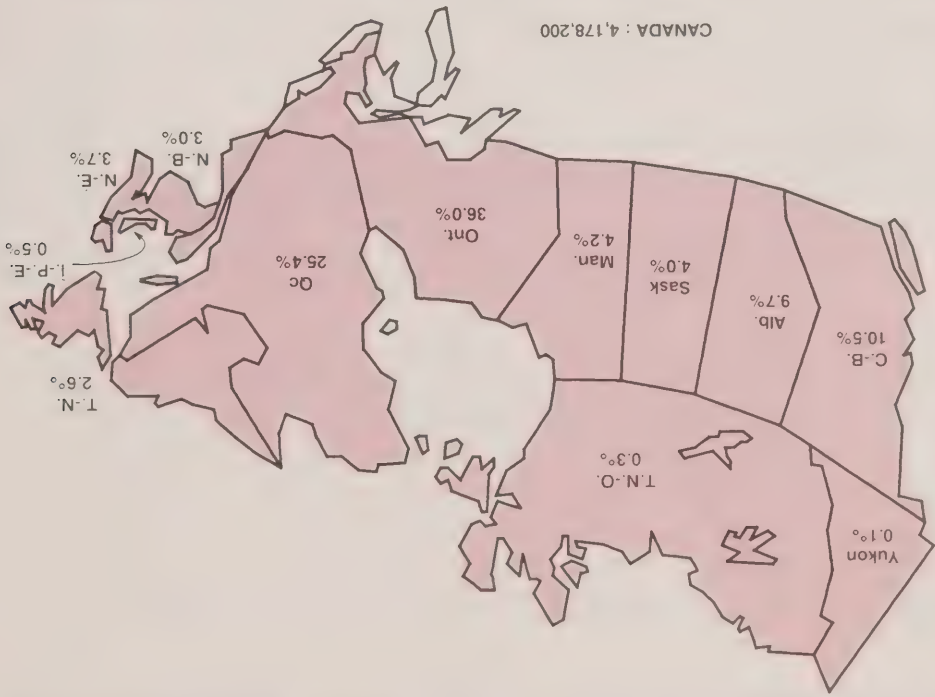 Yukon
0.1%
T.N.-O.
0.3%
T.-N.
2.6%
C.-B.
10.5%
Alb.
9.7%
Sask
4.0%
Man.
4.2%
Ont.
36.0%
Qc
25.4%
i.-P.-E.
0.5%
N.-E.
3.7%
N.-B.
3.0%
CANADA : 4,178,200